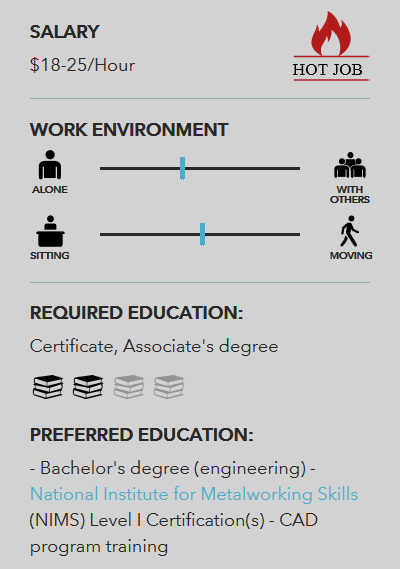 SALARY
$18-25/Hour
HOT JOB
WORK ENVIRONMENT
ALONE
WITH
OTHERS
SITTING
MOVING
REQUIRED EDUCATION:
Certificate, Associate's degree
PREFERRED EDUCATION:
- Bachelor's degree (engineering) -
National Institute for Metalworking Skills
(NIMS) Level I Certification(s) - CAD
program training